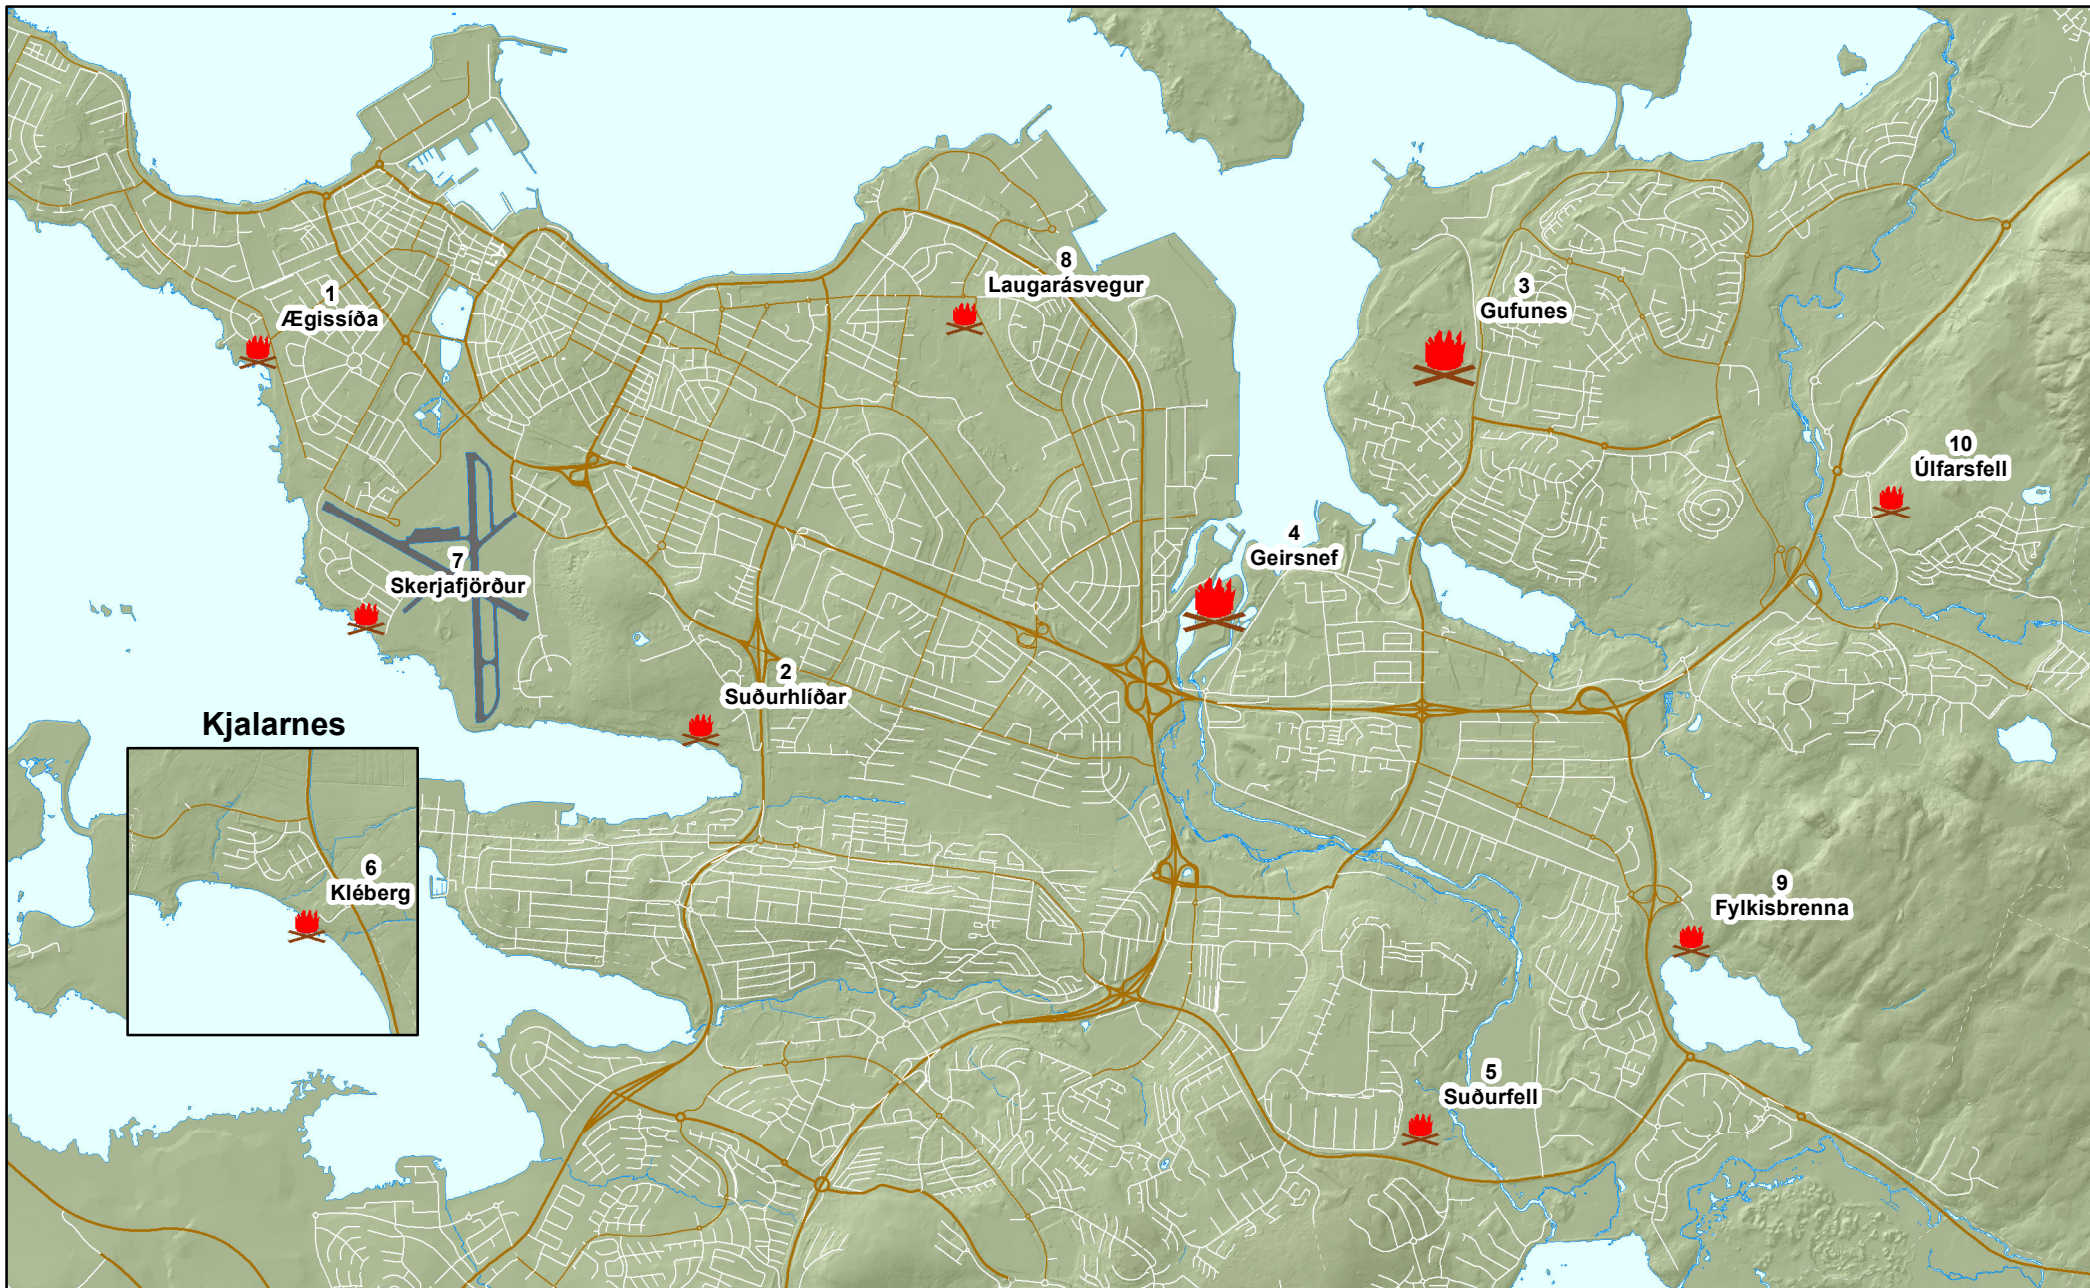 1
Ægissíða
8
Laugarásvegur
3
Gufunes
10
Úlfarsfell
4
Geirsnef
7
Skerjafjörður
2
Suðurhlíðar
Kjalarnes
6
Kléberg
9
Fylkisbrenna
5
Suðurfell